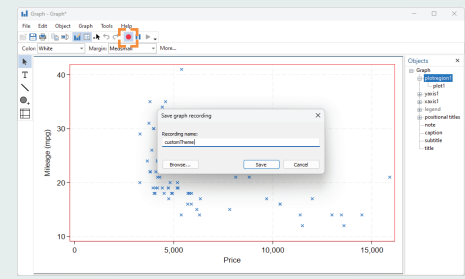 Graph - Graph*
File Edit Object Graph Tools Help
Color: White Margin: Medsmall More...
Objects
Graph
plotregion1
plot1
yaxis1
xaxis1
positional titles
note
caption
subtitle
title
Save graph recording
Recording name:
customTheme
Browse... Save Cancel
Mileage (mpg)
40
30
20
10
0 5,000 10,000 15,000
Price